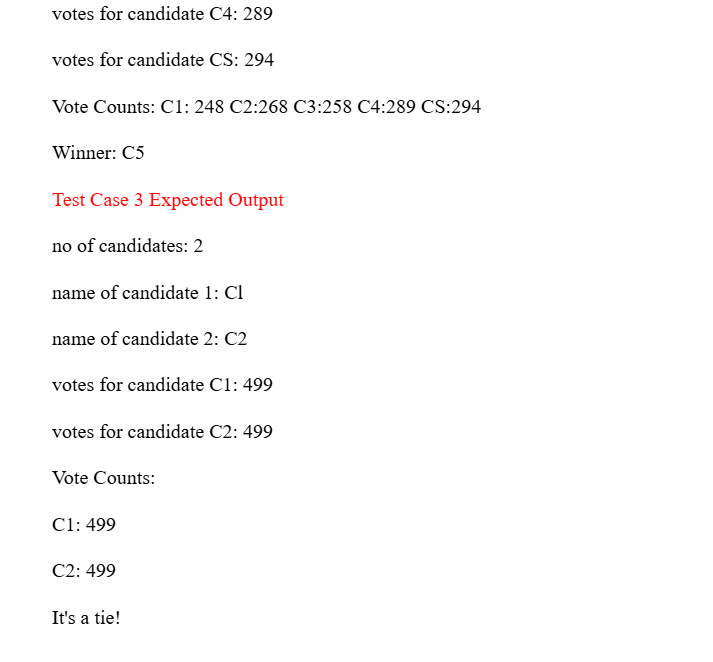 votes for candidate C4: 289
votes for candidate CS: 294
Vote Counts: C1: 248 C2:268 C3:258 C4:289 CS:294
Winner: C5
Test Case 3 Expected Output
no of candidates: 2
name of candidate 1: Cl
name of candidate 2: C2
votes for candidate C1: 499
votes for candidate C2: 499
Vote Counts:
C1: 499
C2: 499
It's a tie!